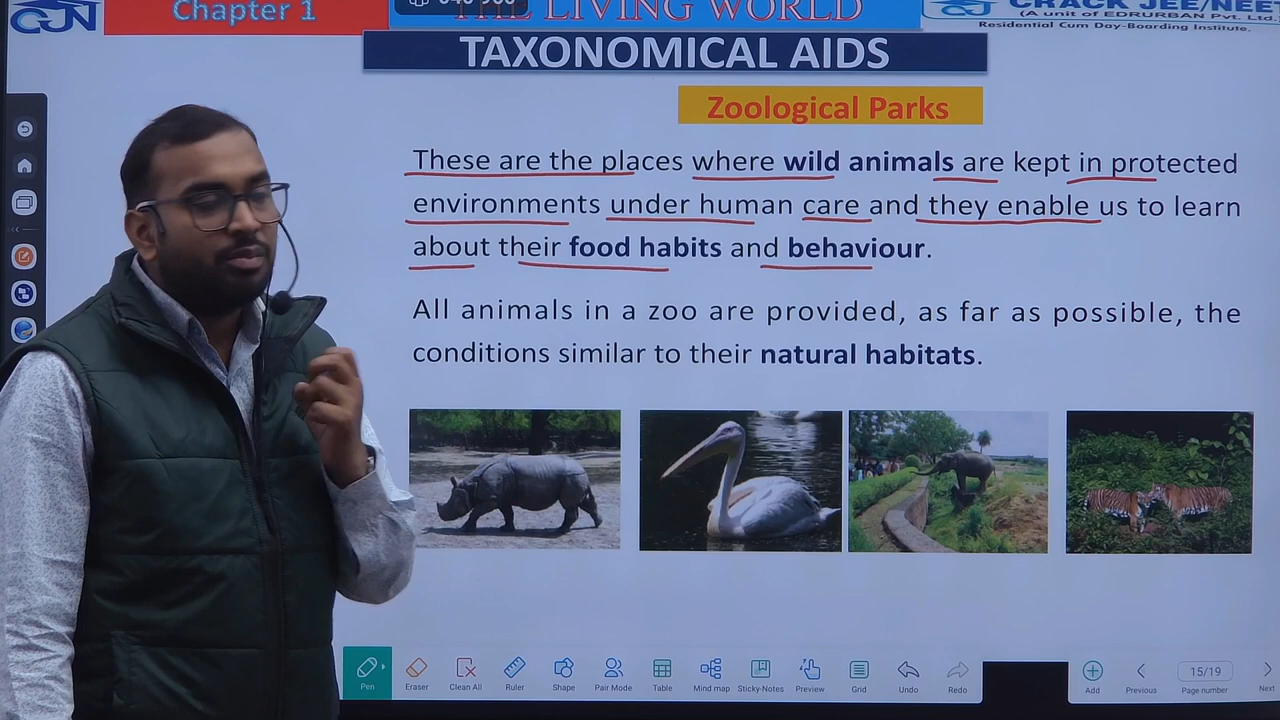 Chapter 1
THE LIVING WORLD
CRACK JEE/NEET
(A unit of EDRURBAN Pvt. Ltd.
Residential Cum Day-Boarding Institute.
TAXONOMICAL AIDS
Zoological Parks
These are the places where wild animals are kept in protected
environments under human care and they enable us to learn
about their food habits and behaviour.
All animals in a zoo are provided, as far as possible, the
conditions similar to their natural habitats.
Pen
Eraser
Clean All
Ruler
Shape
Pair Mode
Table
Mind map
Sticky-Notes
Preview
Grid
Undo
Redo
Add
Previous
15/19
Page number
Next